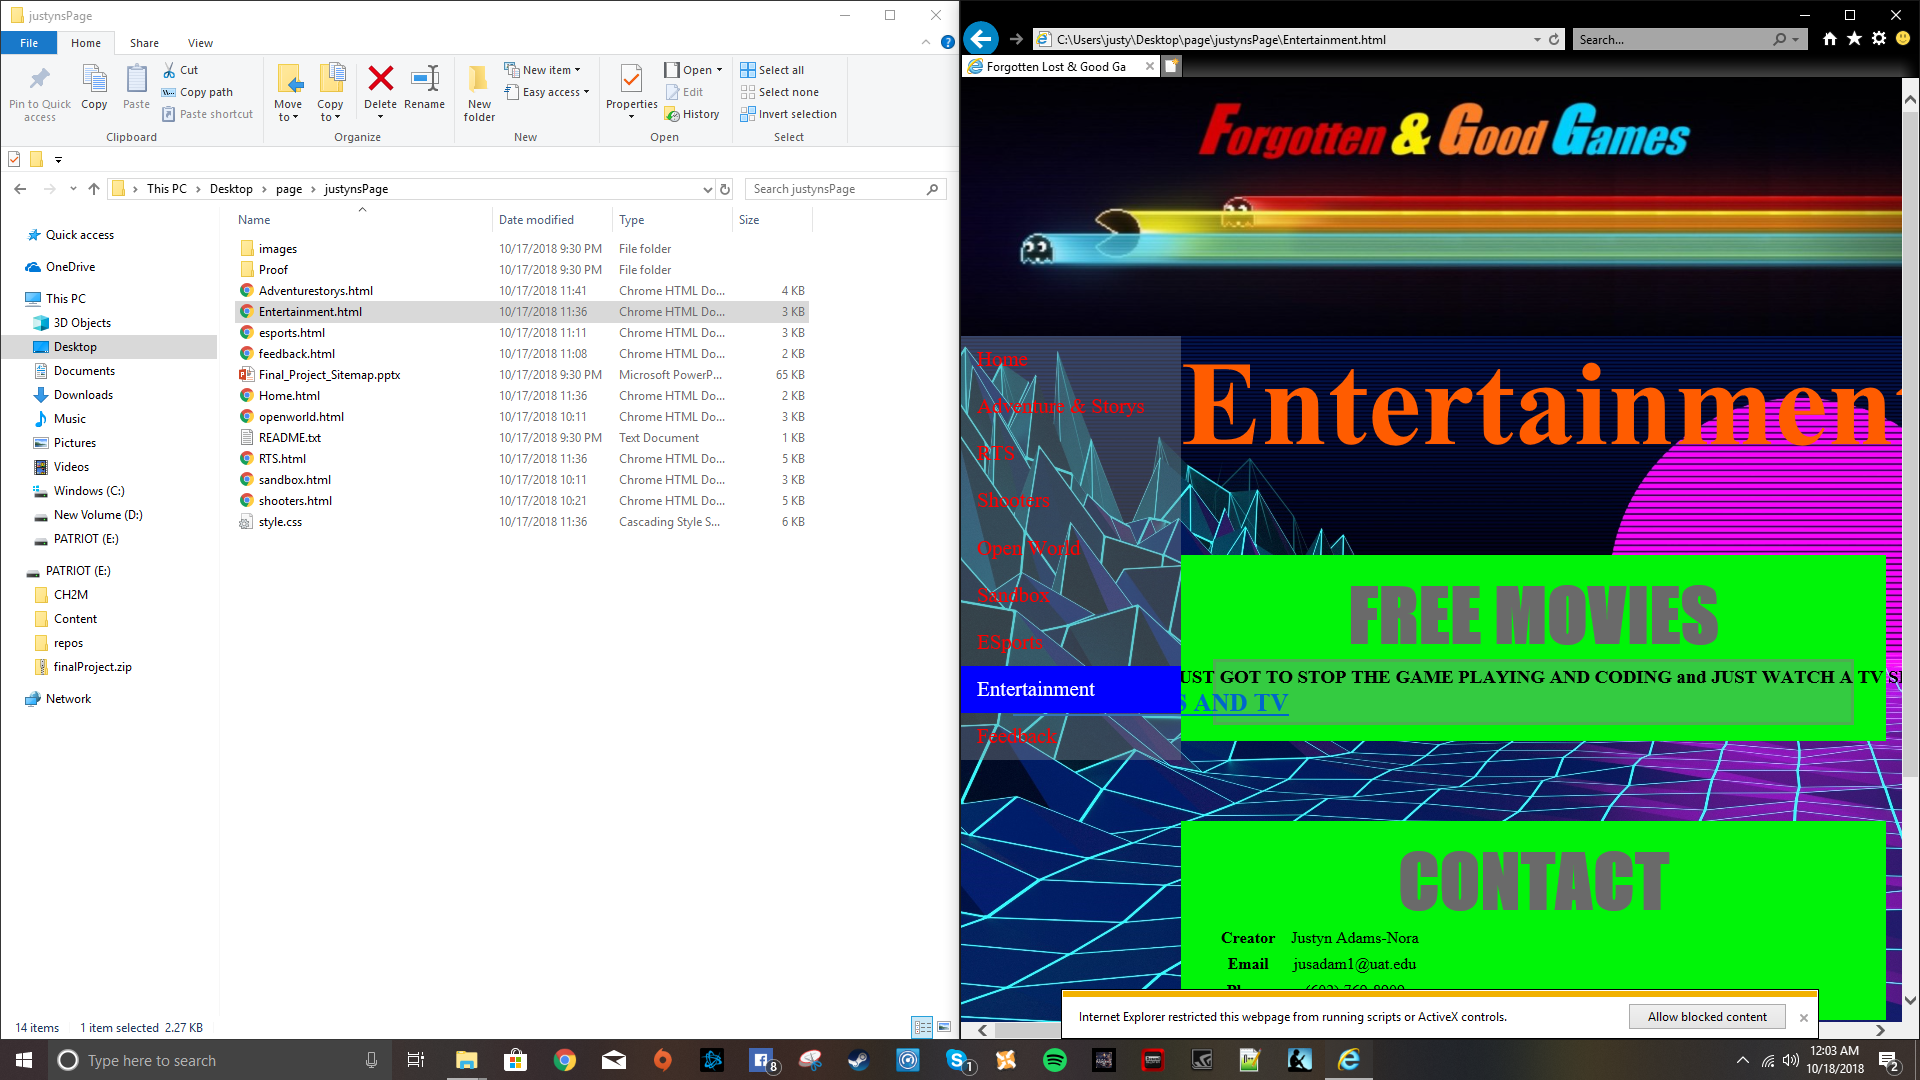 justynsPage
File
Home
Share
View
Pin to Quick access
Copy
Paste
Cut
Copy path
Paste shortcut
Clipboard
Move to
Copy to
Delete
Rename
Organize
New folder
New item
Easy access
New
Properties
Open
Edit
History
Open
Select all
Select none
Invert selection
Select
This PC > Desktop > page > justynsPage
Search justynsPage
Name Date modified Type Size
Quick access
OneDrive
This PC
3D Objects
Desktop
Documents
Downloads
Music
Pictures
Videos
Windows (C:)
New Volume (D:)
PATRIOT (E:)
PATRIOT (E:)
CH2M
Content
repos
finalProject.zip
Network
images 10/17/2018 9:30 PM File folder
Proof 10/17/2018 9:30 PM File folder
Adventurestorys.html 10/17/2018 11:41 Chrome HTML Do... 4 KB
Entertainment.html 10/17/2018 11:36 Chrome HTML Do... 3 KB
esports.html 10/17/2018 11:11 Chrome HTML Do... 3 KB
feedback.html 10/17/2018 11:08 Chrome HTML Do... 2 KB
Final_Project_Sitemap.pptx 10/17/2018 9:30 PM Microsoft PowerP... 65 KB
Home.html 10/17/2018 11:36 Chrome HTML Do... 2 KB
openworld.html 10/17/2018 10:11 Chrome HTML Do... 3 KB
README.txt 10/17/2018 9:30 PM Text Document 1 KB
RTS.html 10/17/2018 11:36 Chrome HTML Do... 5 KB
sandbox.html 10/17/2018 10:11 Chrome HTML Do... 3 KB
shooters.html 10/17/2018 10:21 Chrome HTML Do... 5 KB
style.css 10/17/2018 11:36 Cascading Style S... 6 KB
14 items 1 item selected 2.27 KB
C:\Users\justy\Desktop\page\justynsPage\Entertainment.html
Search...
Forgotten Lost & Good Ga
Forgotten & Good Games
Home
Adventure & Storys
RTS
Shooters
Open World
Sandbox
ESports
Entertainment
Feedback
Entertainment
FREE MOVIES
UST GOT TO STOP THE GAME PLAYING AND CODING and JUST WATCH A TV S
S AND TV
CONTACT
Creator Justyn Adams-Nora
Email jusadam1@uat.edu
Internet Explorer restricted this webpage from running scripts or ActiveX controls.
Allow blocked content
Type here to search
8
1
12:03 AM
10/18/2018
2